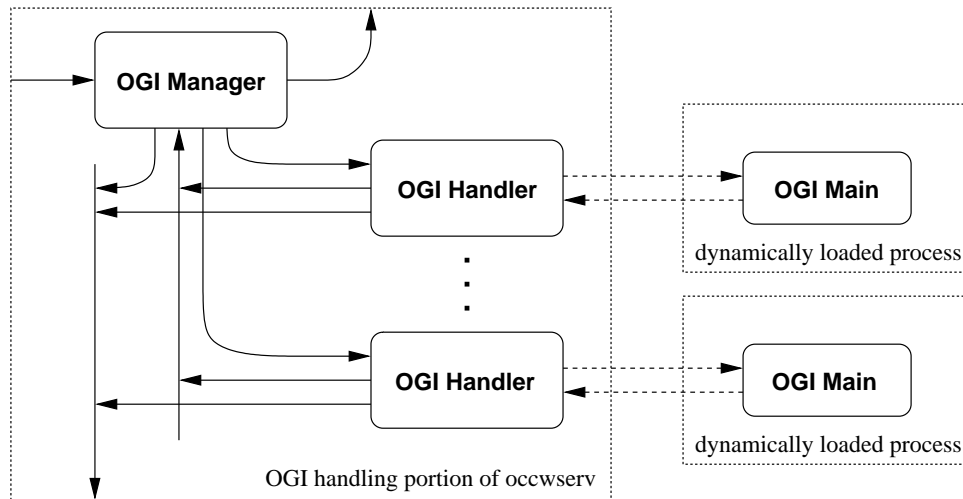 OGI Manager
OGI Handler
OGI Main
dynamically loaded process
OGI Handler
OGI Main
dynamically loaded process
OGI handling portion of occwserv